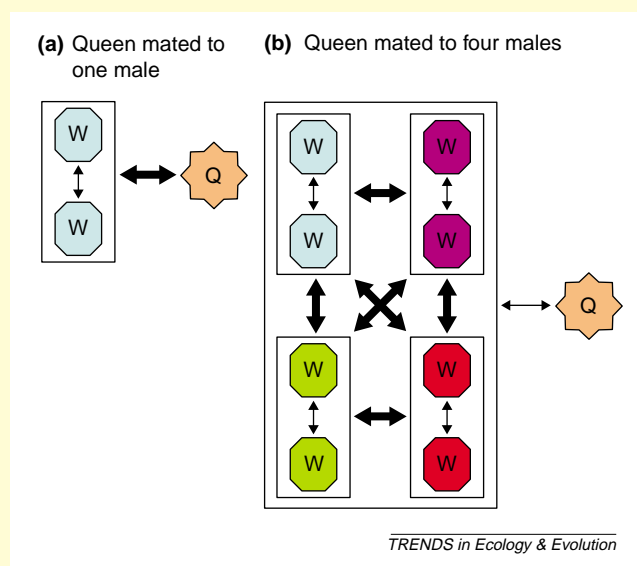 (a) Queen mated to
one male
(b) Queen mated to four males
W
W
Q
W
W
W
W
Q
W
W
W
W
TRENDS in Ecology & Evolution